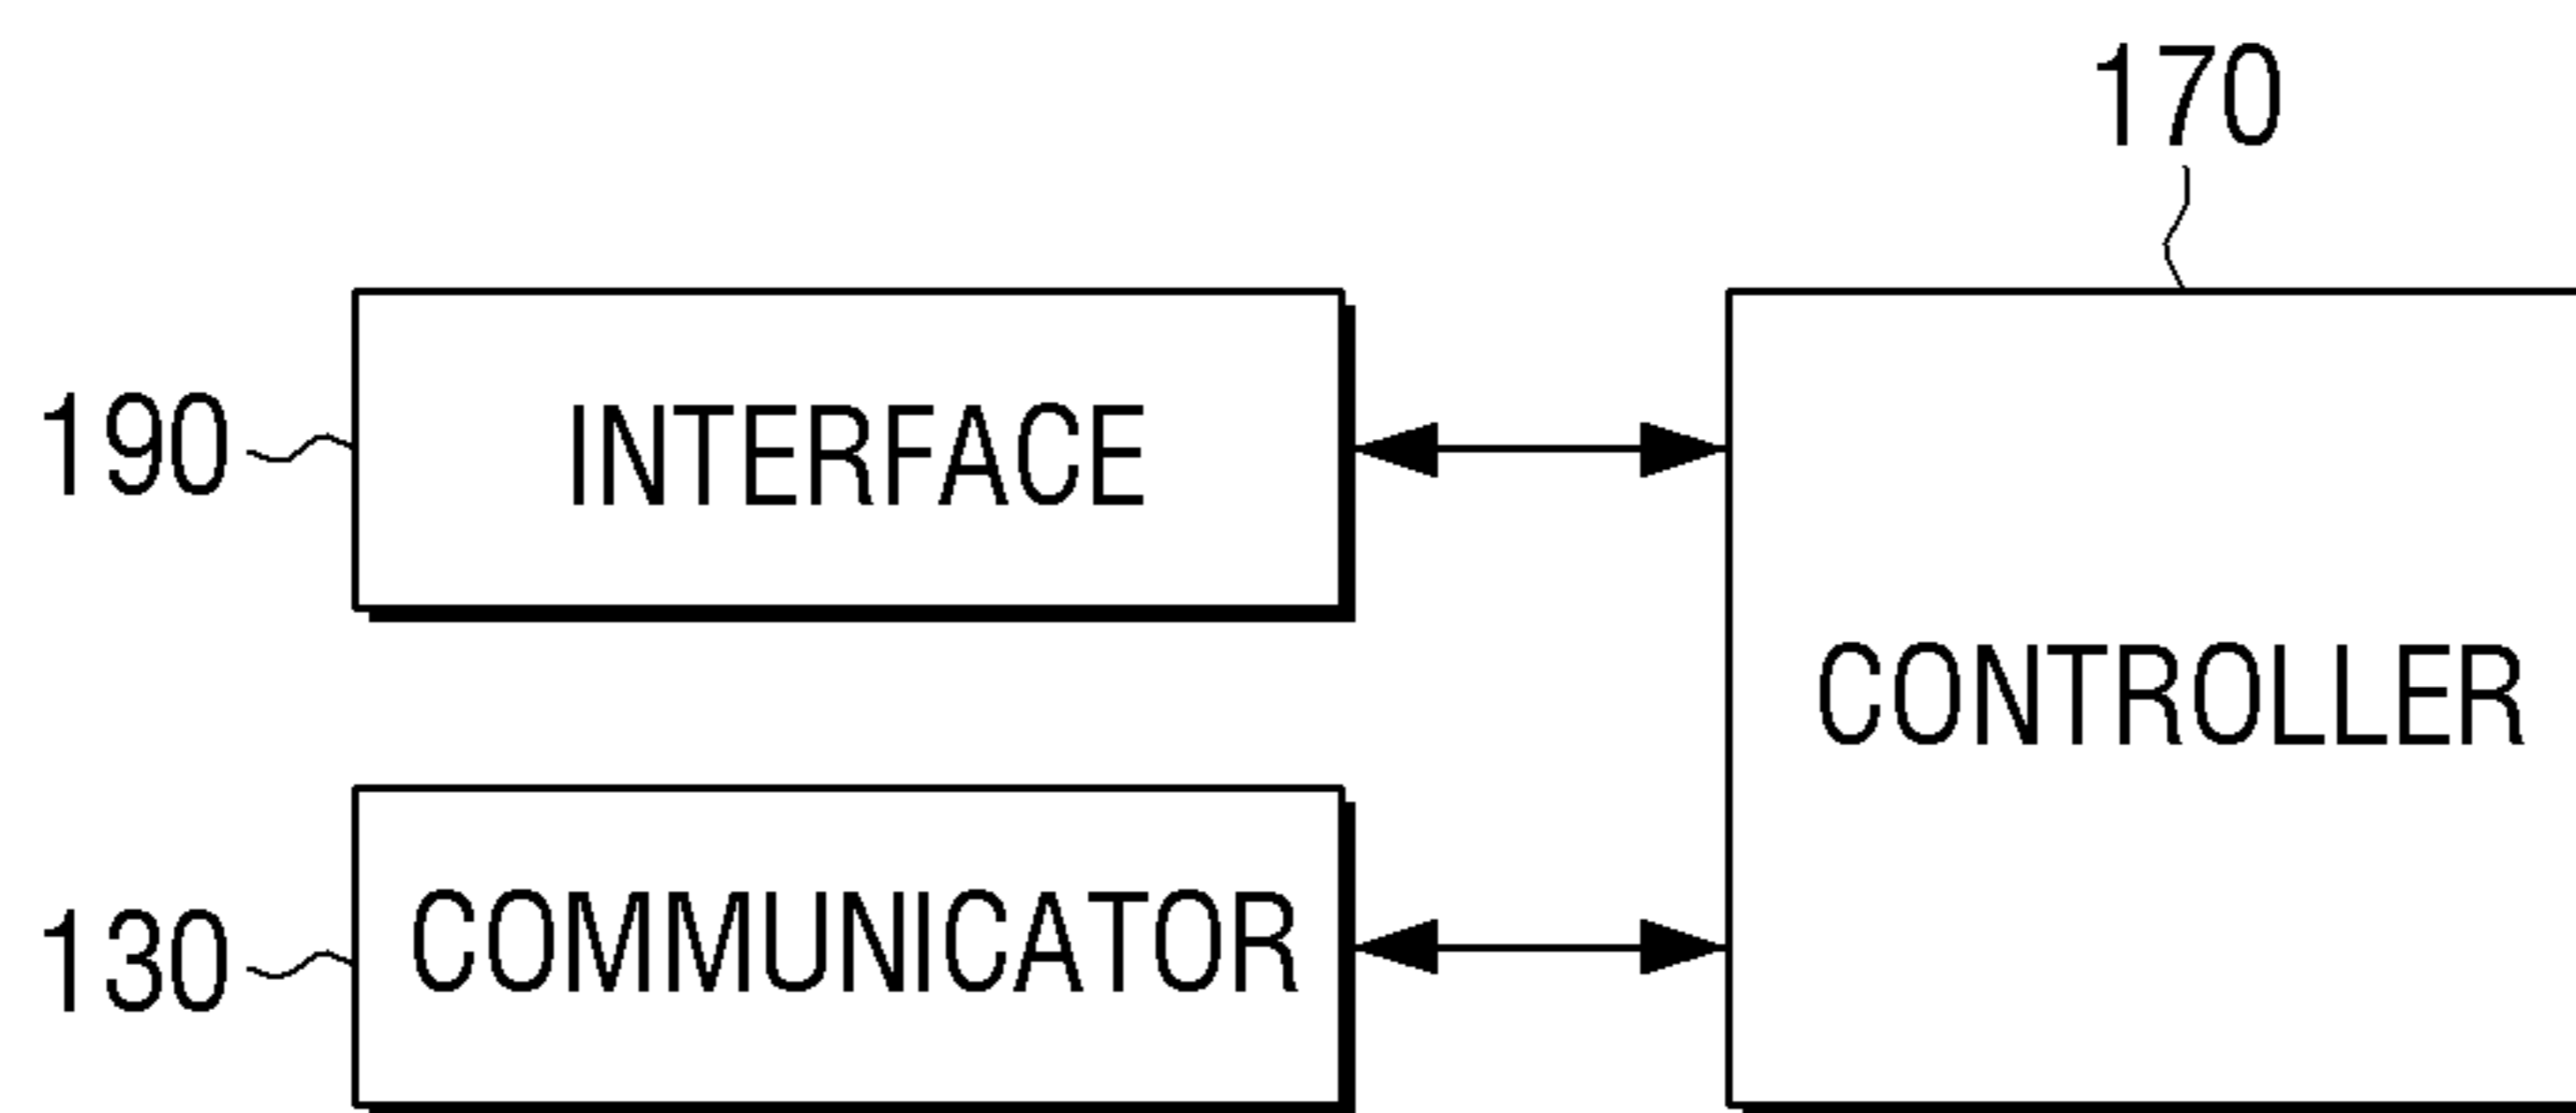 170
190
INTERFACE
CONTROLLER
130
COMMUNICATOR